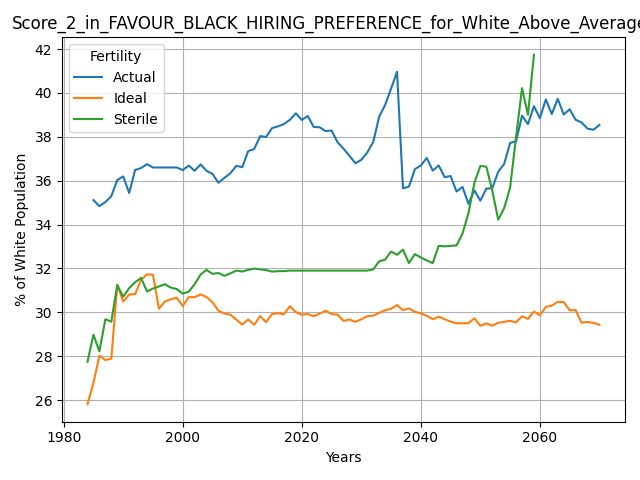 Score_2_in_FAVOUR_BLACK_HIRING_PREFERENCE_for_White_Above_Average
Fertility
Actual
Ideal
Sterile
% of White Population
42
40
38
36
34
32
30
28
26
1980
2000
2020
2040
2060
Years